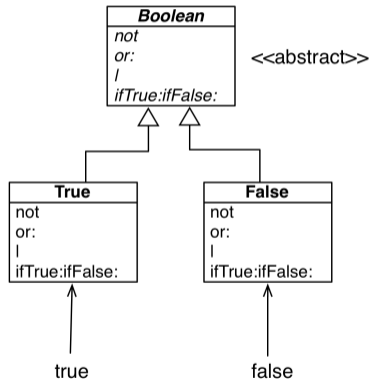 Boolean
not
or:
|
ifTrue:ifFalse:
<<abstract>>
True
not
or:
|
ifTrue:ifFalse:
False
not
or:
|
ifTrue:ifFalse:
true
false